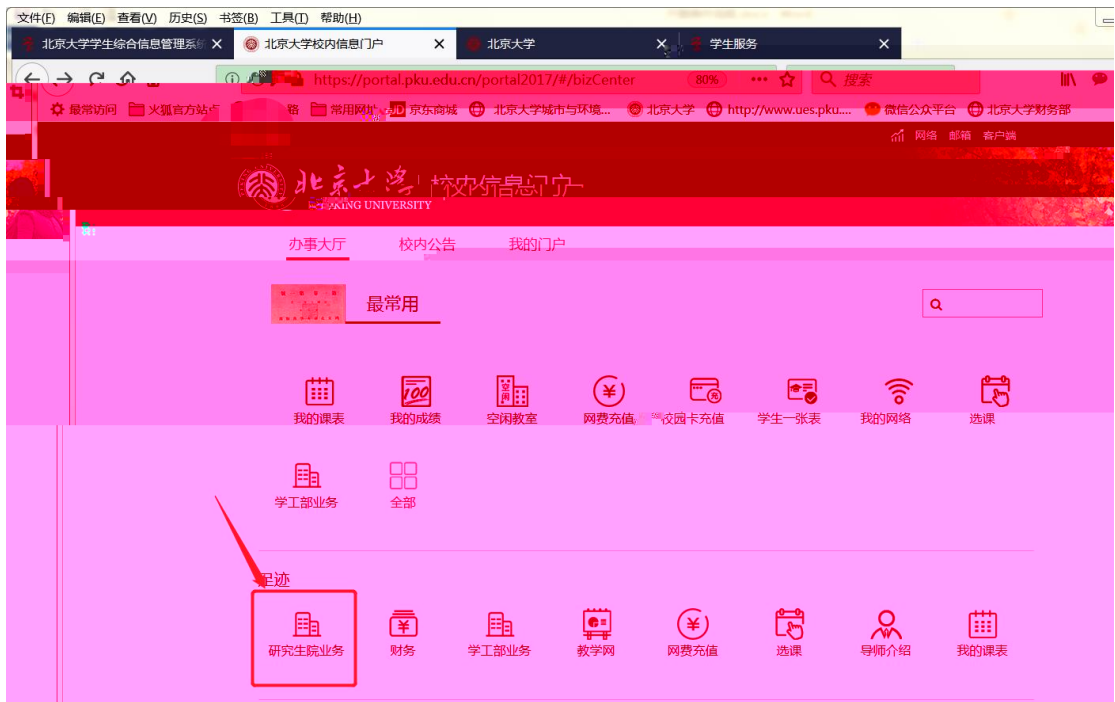 文件(F) 编辑(E) 查看(V) 历史(S) 书签(B) 工具(T) 帮助(H)
北京大学学生综合信息管理系统 北京大学校内信息门户 北京大学 学生服务
https://portal.pku.edu.cn/portal2017/#/bizCenter 80% 搜索
最常访问 火狐官方站点 常用网址 JD 京东商城 北京大学城市与环境... 北京大学 http://www.ues.pku.... 微信公众平台 北京大学财务部
网络 邮箱 客户端
北京大学 校内信息门户
PEKING UNIVERSITY
办事大厅 校内公告 我的门户
最常用
我的课表 我的成绩 空闲教室 网费充值 校园卡充值 学生一张表 我的网络 选课
学工部业务 全部
足迹
研究生院业务 财务 学工部业务 教学网 网费充值 选课 导师介绍 我的课表